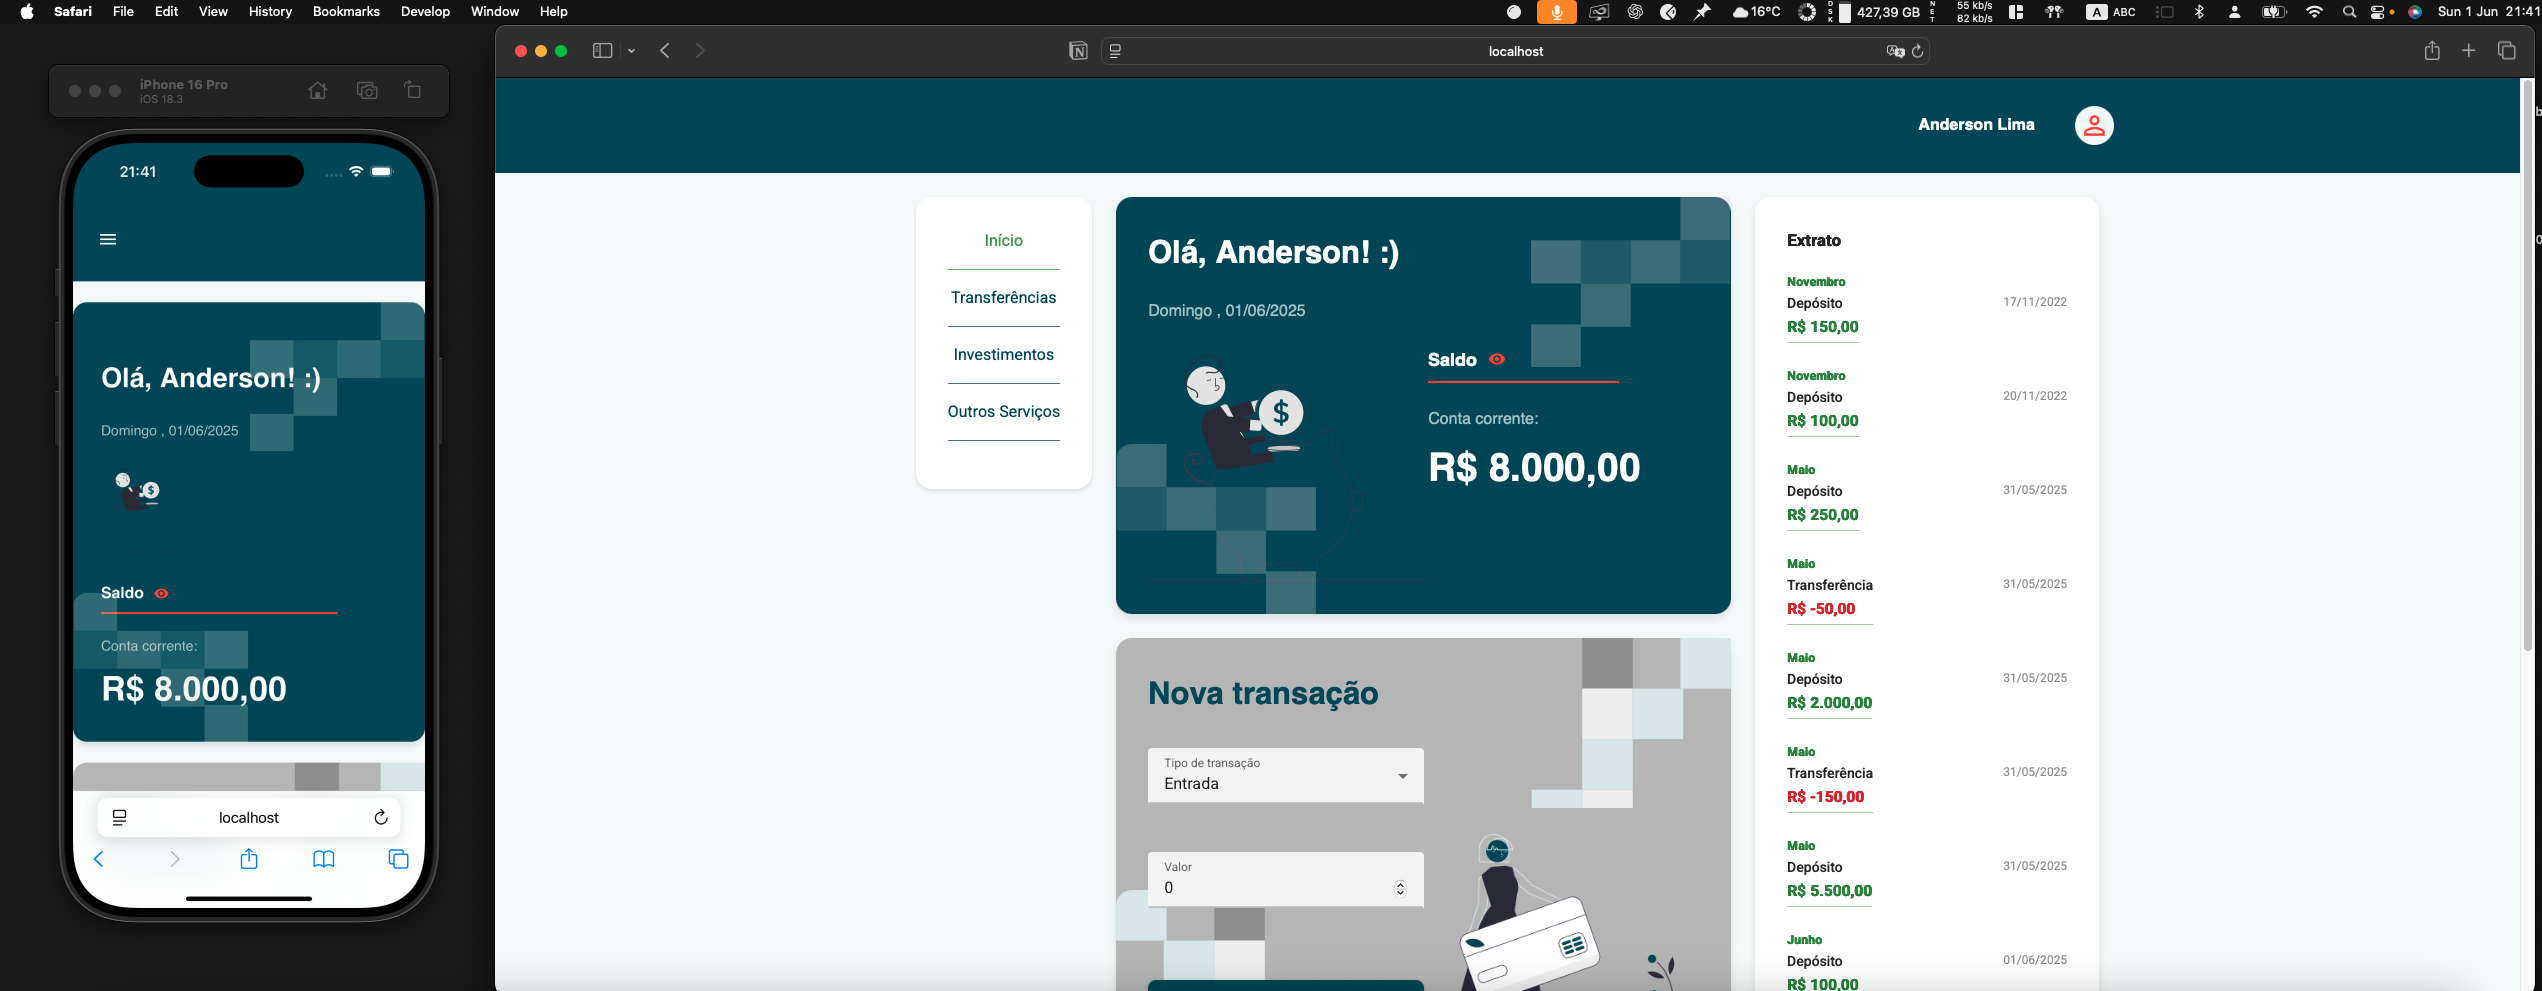 Safari File Edit View History Bookmarks Develop Window Help
16°C
DSK
427,39 GB
NET
55 kb/s
82 kb/s
A ABC
Sun 1 Jun 21:41
iPhone 16 Pro
iOS 18.3
21:41
Olá, Anderson! :)
Domingo , 01/06/2025
$
Saldo
Conta corrente:
R$ 8.000,00
localhost
localhost
Anderson Lima
Início
Transferências
Investimentos
Outros Serviços
Olá, Anderson! :)
Domingo , 01/06/2025
$
Saldo
Conta corrente:
R$ 8.000,00
Nova transação
Tipo de transação
Entrada
Valor
0
Extrato
Novembro
Depósito 17/11/2022
R$ 150,00
Novembro
Depósito 20/11/2022
R$ 100,00
Maio
Depósito 31/05/2025
R$ 250,00
Maio
Transferência 31/05/2025
R$ -50,00
Maio
Depósito 31/05/2025
R$ 2.000,00
Maio
Transferência 31/05/2025
R$ -150,00
Maio
Depósito 31/05/2025
R$ 5.500,00
Junho
Depósito 01/06/2025
R$ 100,00